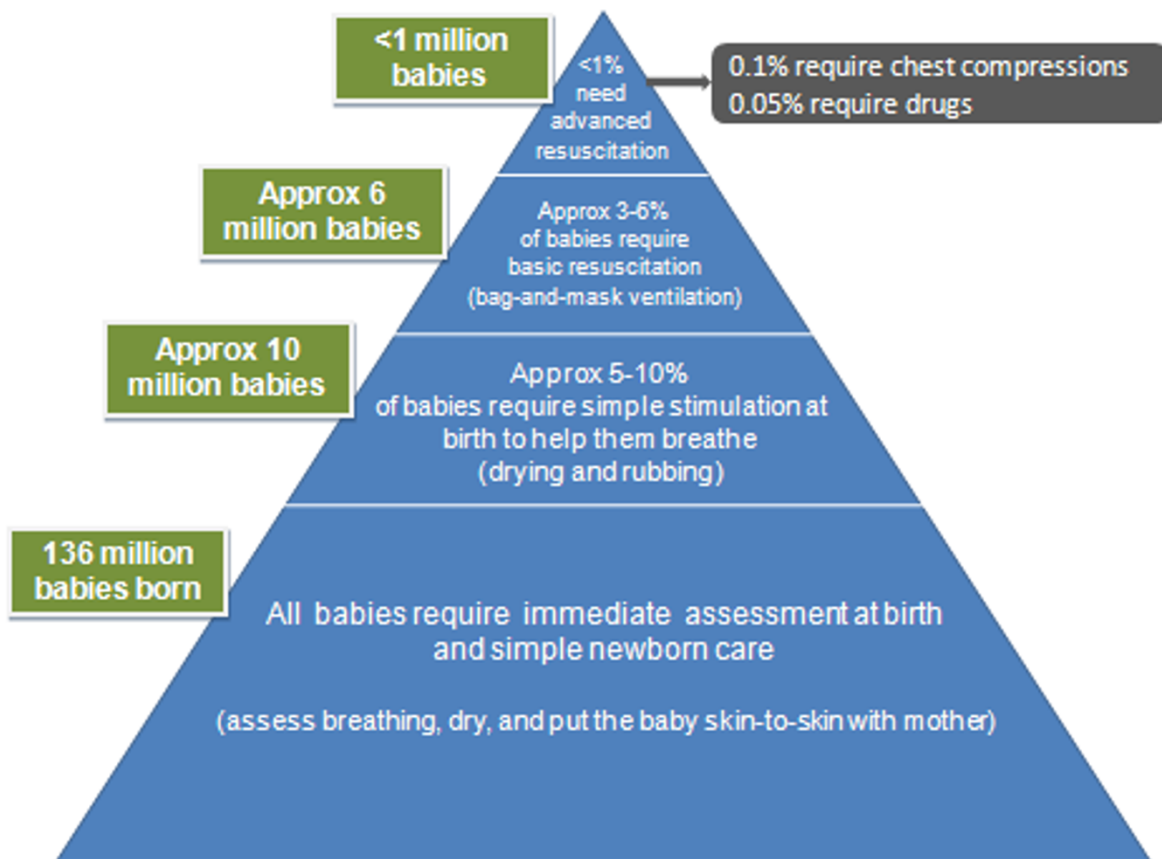 <1 million
babies
<1%
need
advanced
resuscitation
0.1% require chest compressions
0.05% require drugs
Approx 6
million babies
Approx 3-6%
of babies require
basic resuscitation
(bag-and-mask ventilation)
Approx 10
million babies
Approx 5-10%
of babies require simple stimulation at
birth to help them breathe
(drying and rubbing)
136 million
babies born
All babies require immediate assessment at birth
and simple newborn care
(assess breathing, dry, and put the baby skin-to-skin with mother)